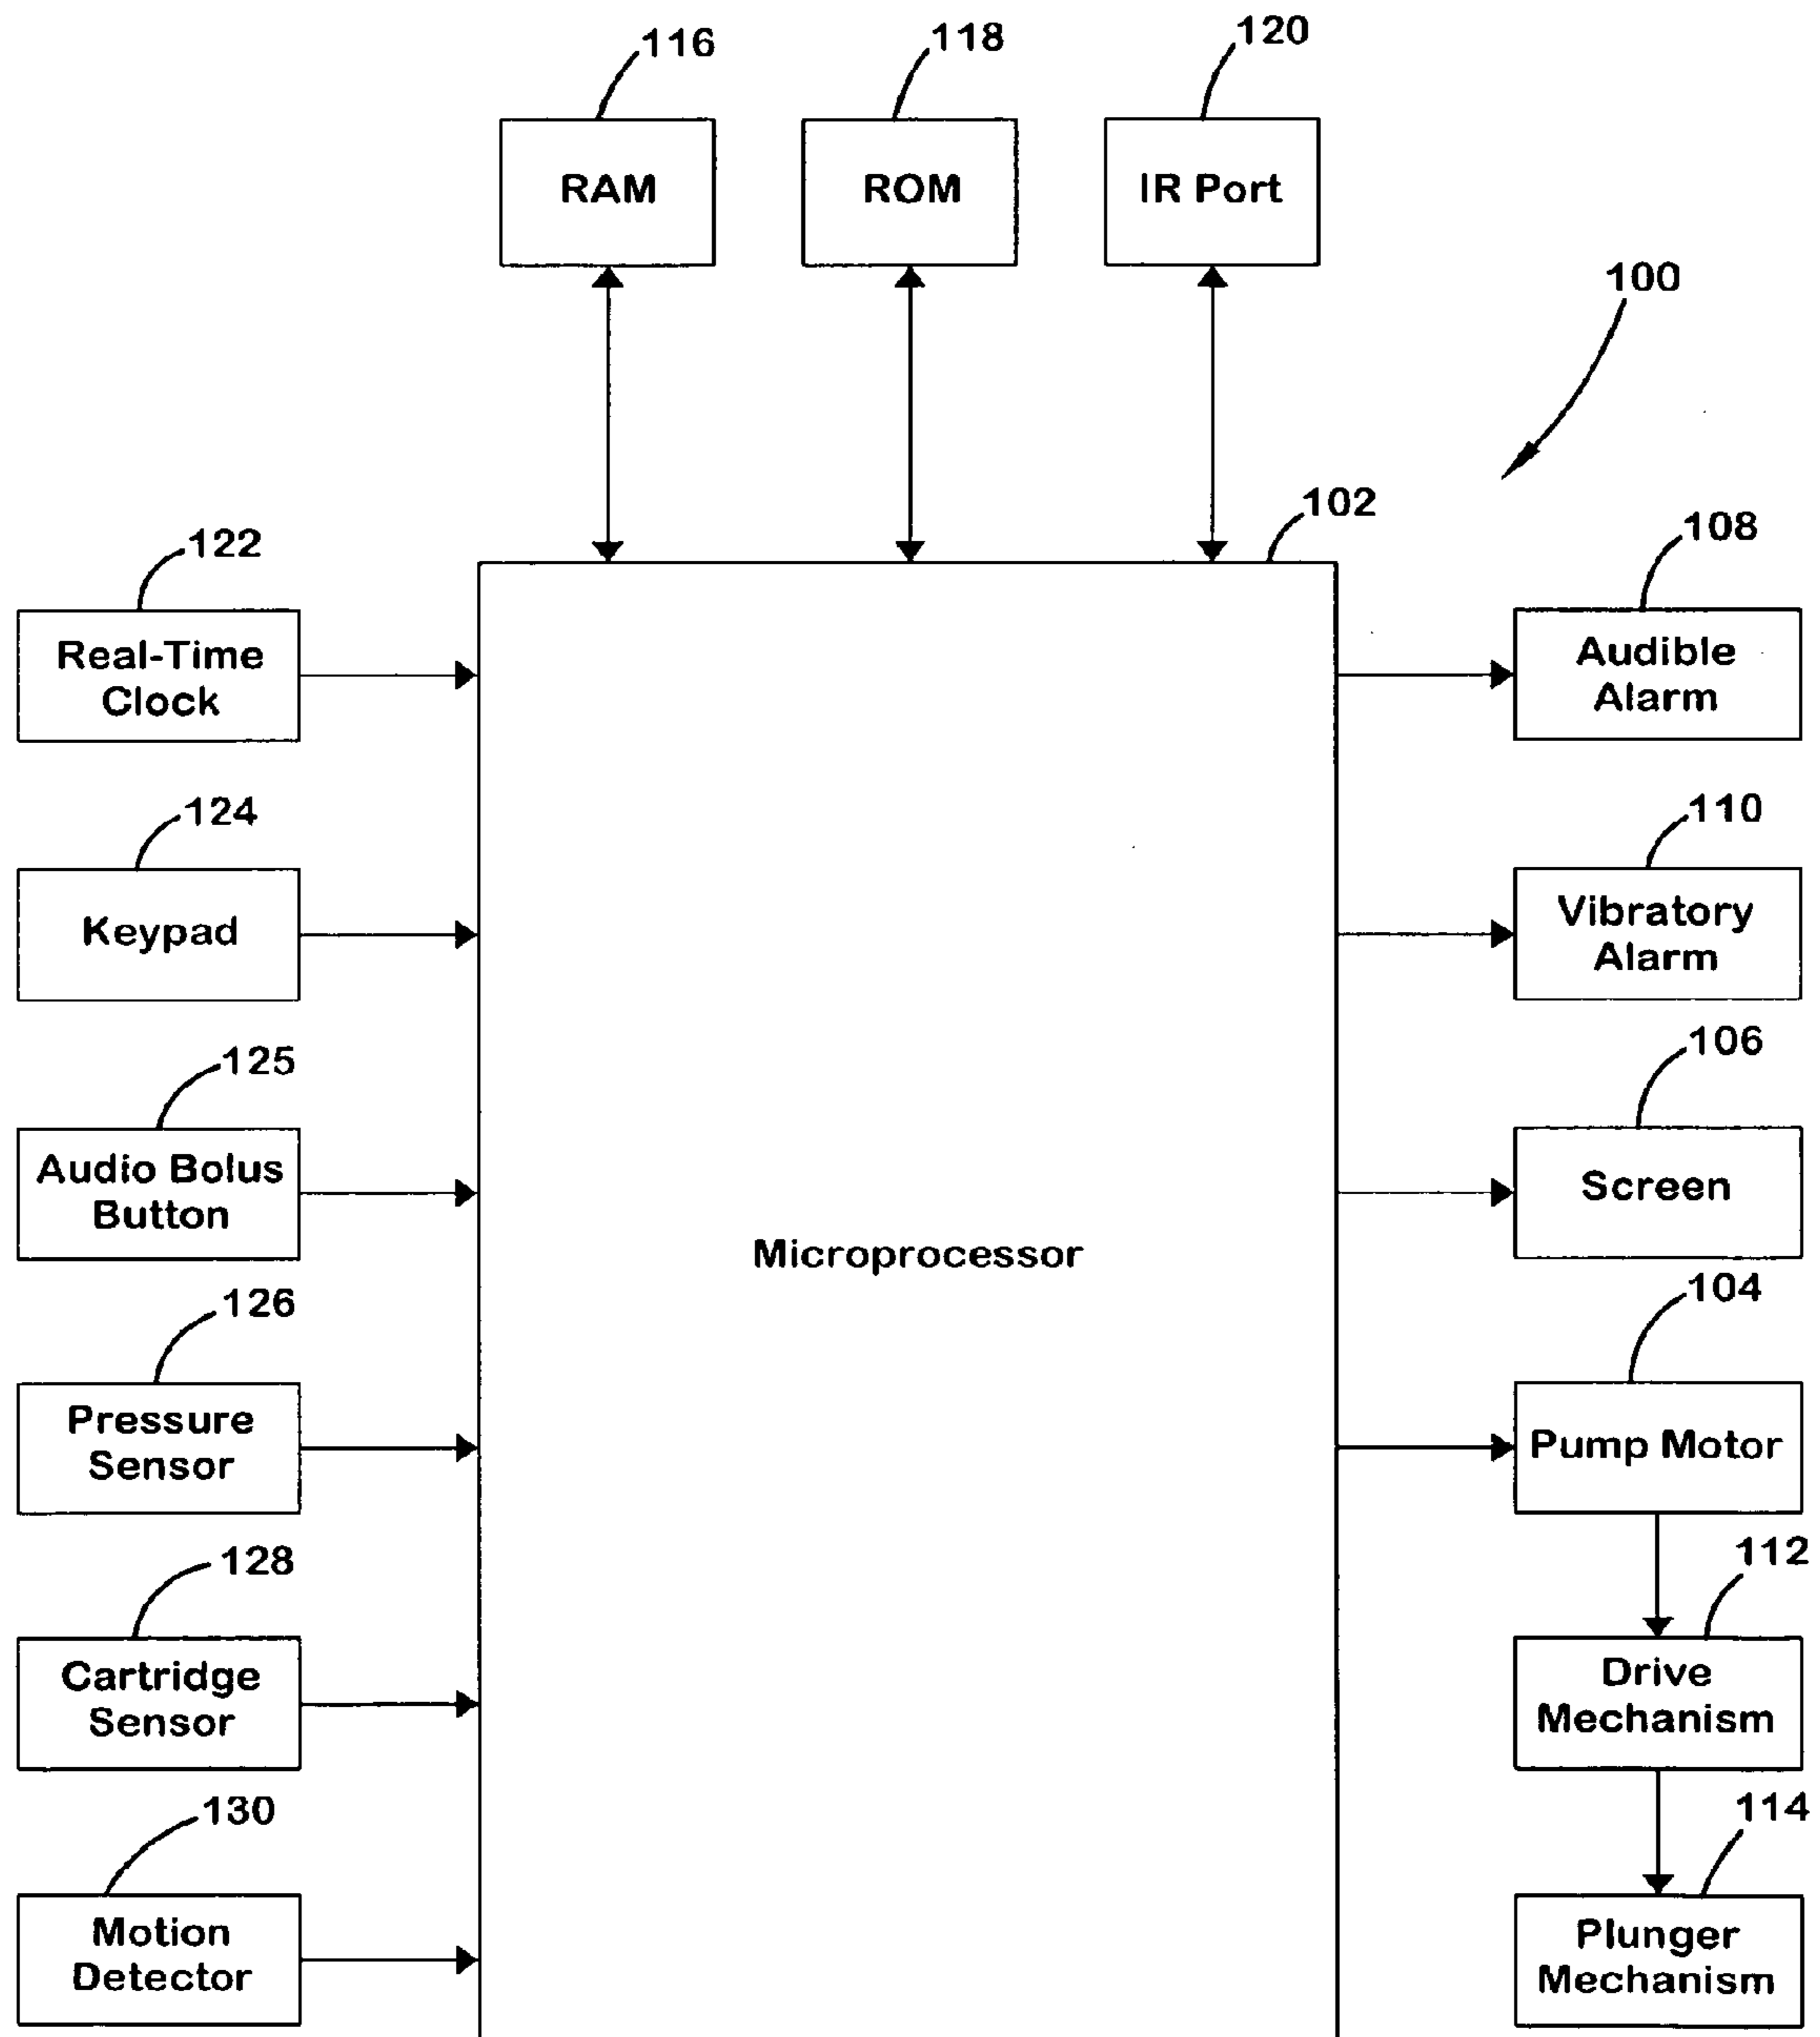 116
118
120
RAM
ROM
IR Port
100
102
122
108
Real-Time
Clock
Audible
Alarm
124
110
Keypad
Vibratory
Alarm
125
106
Audio Bolus
Button
Screen
Microprocessor
126
104
Pressure
Sensor
Pump Motor
128
112
Cartridge
Sensor
Drive
Mechanism
130
114
Motion
Detector
Plunger
Mechanism